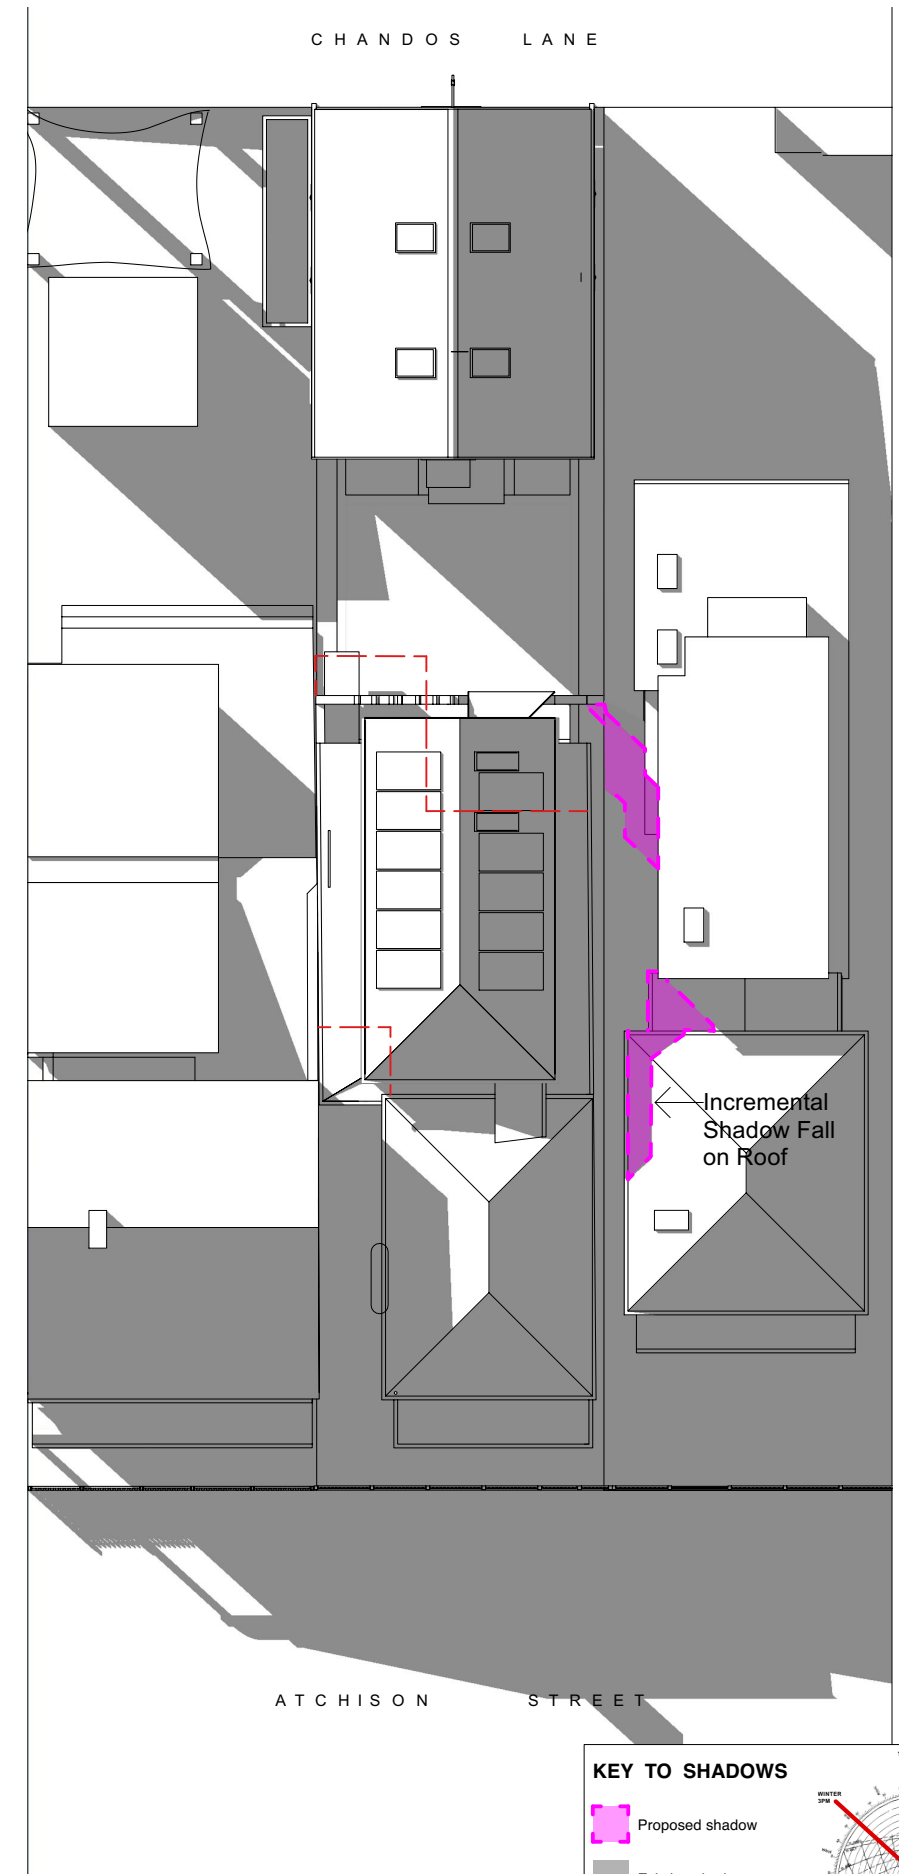 CHANDOS LANE
Incremental
Shadow Fall
on Roof
ATCHISON STREET
KEY TO SHADOWS
WINTER
3PM
Proposed shadow